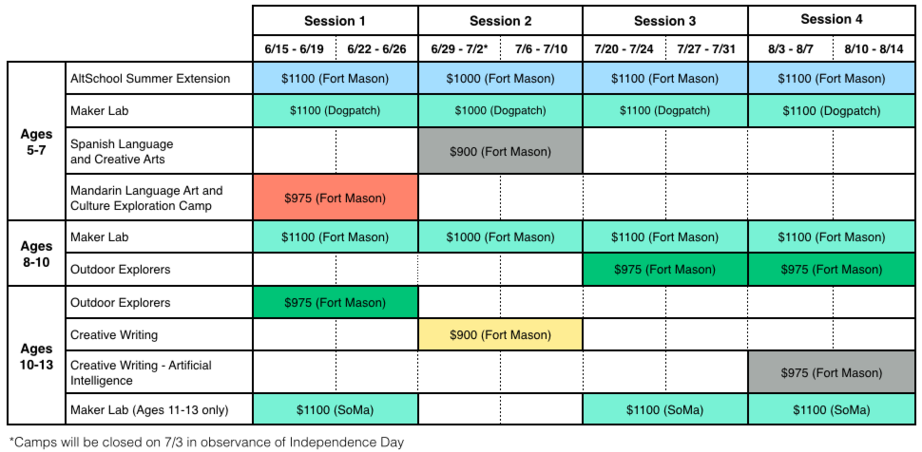 Session 1 Session 2 Session 3 Session 4
6/15 - 6/19 6/22 - 6/26 6/29 - 7/2* 7/6 - 7/10 7/20 - 7/24 7/27 - 7/31 8/3 - 8/7 8/10 - 8/14
Ages
5-7
AltSchool Summer Extension $1100 (Fort Mason) $1000 (Fort Mason) $1100 (Fort Mason) $1100 (Fort Mason)
Maker Lab $1100 (Dogpatch) $1000 (Dogpatch) $1100 (Dogpatch) $1100 (Dogpatch)
Spanish Language
and Creative Arts $900 (Fort Mason)
Mandarin Language Art and
Culture Exploration Camp $975 (Fort Mason)
Ages
8-10
Maker Lab $1100 (Fort Mason) $1000 (Fort Mason) $1100 (Fort Mason) $1100 (Fort Mason)
Outdoor Explorers $975 (Fort Mason) $975 (Fort Mason)
Ages
10-13
Outdoor Explorers $975 (Fort Mason)
Creative Writing $900 (Fort Mason)
Creative Writing - Artificial
Intelligence $975 (Fort Mason)
Maker Lab (Ages 11-13 only) $1100 (SoMa) $1100 (SoMa) $1100 (SoMa)
*Camps will be closed on 7/3 in observance of Independence Day